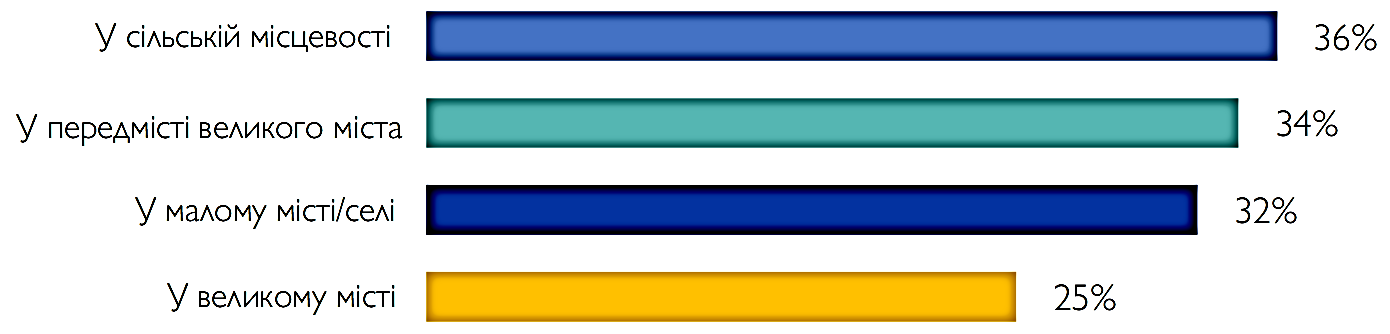 У сільській місцевості 36%
У передмісті великого міста 34%
У малому місті/селі 32%
У великому місті 25%